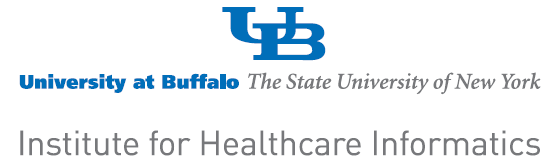 UB
University at Buffalo The State University of New York
Institute for Healthcare Informatics